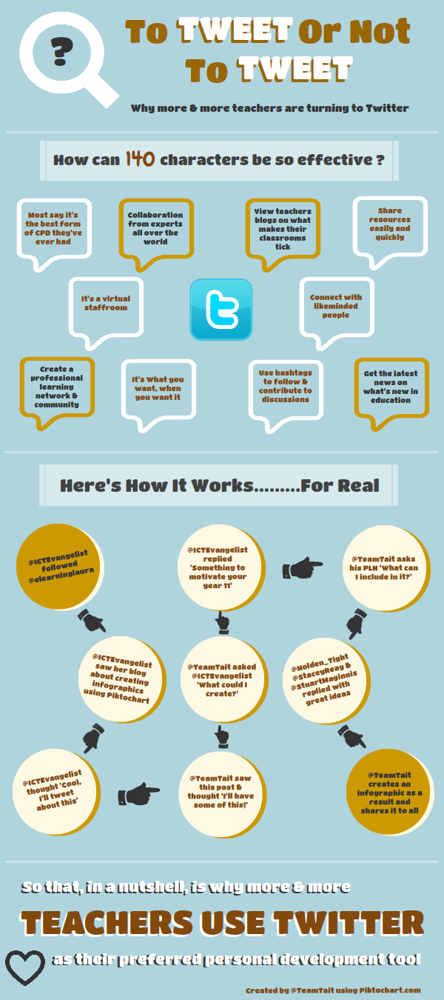 ?
To TWEET Or Not
To TWEET
Why more & more teachers are turning to Twitter
How can 140 characters be so effective ?
Most say it's
the best form
of CPD they've
ever had
Collaboration
from experts
all over the
world
View teachers
blogs on what
makes their
classrooms
tick
Share
resources
easily and
quickly
It's a virtual
staffroom
t
Connect with
likeminded
people
Create a
professional
learning
network &
community
It's What you
want, when
you want it
Use hashtags
to follow &
contribute to
discussions
Get the latest
news on
what's new in
education
Here's How It Works.........For Real
@ICTEvangelist
followed
@elearninglaura
@ICTEvangelist
saw her blog
about creating
infographics
using Piktochart
@ICTEvangelist
thought 'Cool,
I'll tweet
about this'
@TeamTait saw
this post &
thought 'I'll have
some of this!'
@TeamTait asked
@ICTEvangelist
'What could I
create?'
@ICTEvangelist
replied
'Something to
motivate your
year 11'
@TeamTait asks
his PLN 'What can
I include in it?'
@Holden_Tight
@StaceyReay &
@StuartMaginnis
replied with
great ideas
@TeamTait
creates an
infographic as a
result and
shares it to all
So that, in a nutshell, is why more & more
TEACHERS USE TWITTER
as their preferred personal development tool
Created by @TeamTait using Piktochart.com